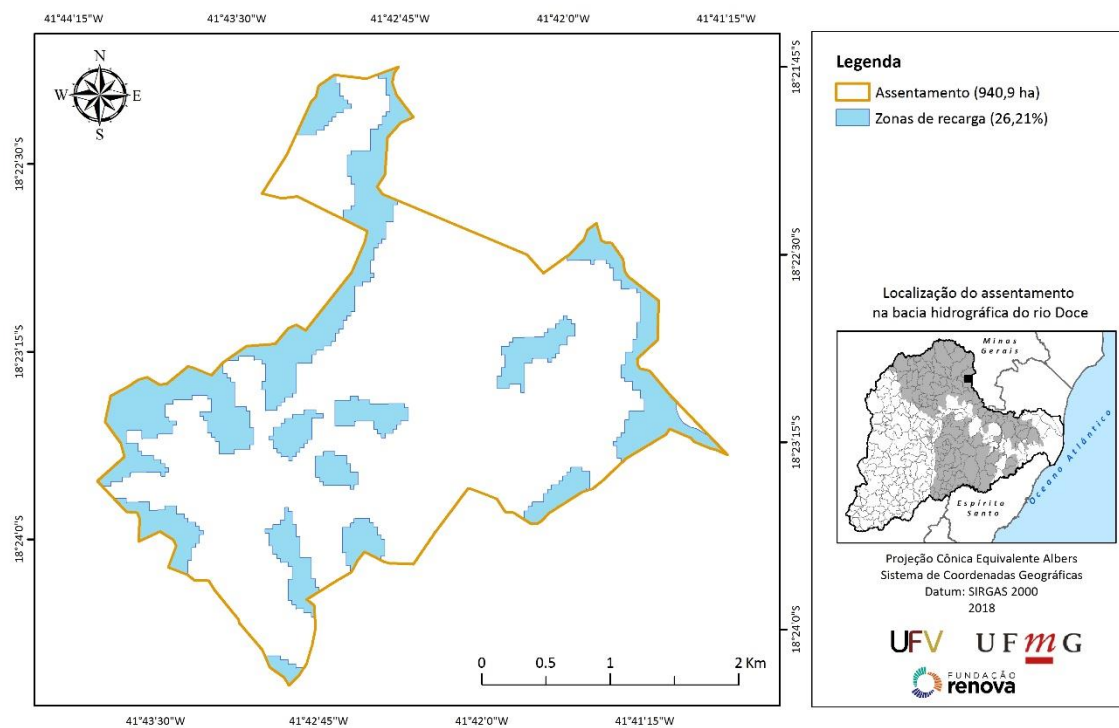 41°44'15"W 41°43'30"W 41°42'45"W 41°42'0"W 41°41'15"W
N
W E
S
18°22'30"S
18°23'15"S
18°24'0"S
18°21'45"S
18°22'30"S
18°23'15"S
18°24'0"S
0 0.5 1 2 Km
41°43'30"W 41°42'45"W 41°42'0"W 41°41'15"W
Legenda
Assentamento (940,9 ha)
Zonas de recarga (26,21%)
Localização do assentamento
na bacia hidrográfica do rio Doce
Minas
Gerais
Espírito
Santo
Oceano Atlântico
Projeção Cônica Equivalente Albers
Sistema de Coordenadas Geográficas
Datum: SIRGAS 2000
2018
UFV
UFmG
FUNDAÇÃO
renova